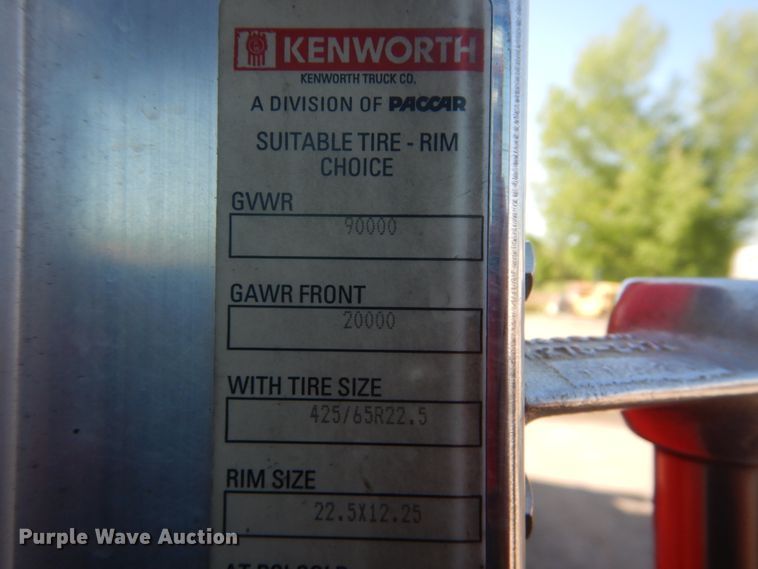 KENWORTH
KENWORTH TRUCK CO.
A DIVISION OF PACCAR
SUITABLE TIRE - RIM
CHOICE
GVWR
90000
GAWR FRONT
20000
WITH TIRE SIZE
425/65R22.5
RIM SIZE
22.5X12.25
Purple Wave Auction